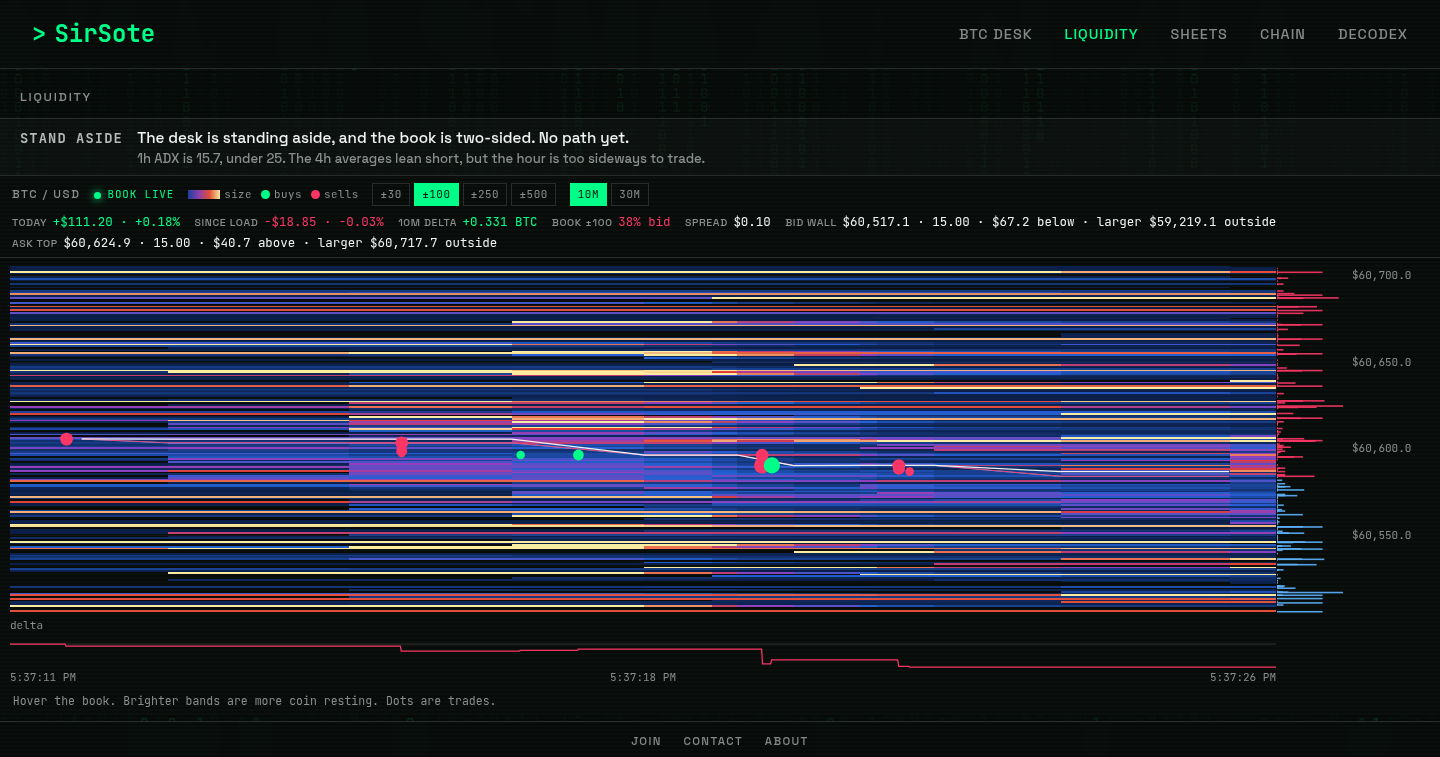 > SirSote
BTC DESK LIQUIDITY SHEETS CHAIN DECODEX
LIQUIDITY
STAND ASIDE The desk is standing aside, and the book is two-sided. No path yet.
1h ADX is 15.7, under 25. The 4h averages lean short, but the hour is too sideways to trade.
BTC / USD BOOK LIVE size buys sells ±30 ±100 ±250 ±500 10M 30M
TODAY +$111.20 · +0.18% SINCE LOAD -$18.85 · -0.03% 10M DELTA +0.331 BTC BOOK ±100 38% bid SPREAD $0.10 BID WALL $60,517.1 · 15.00 · $67.2 below · larger $59,219.1 outside
ASK TOP $60,624.9 · 15.00 · $40.7 above · larger $60,717.7 outside
$60,700.0
$60,650.0
$60,600.0
$60,550.0
delta
5:37:11 PM 5:37:18 PM 5:37:26 PM
Hover the book. Brighter bands are more coin resting. Dots are trades.
JOIN CONTACT ABOUT